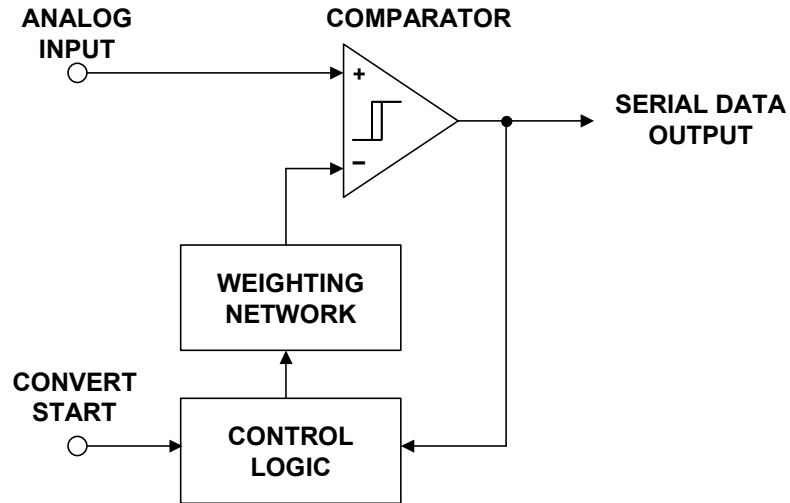 ANALOG
INPUT
COMPARATOR
+
−
SERIAL DATA
OUTPUT
WEIGHTING
NETWORK
CONVERT
START
CONTROL
LOGIC